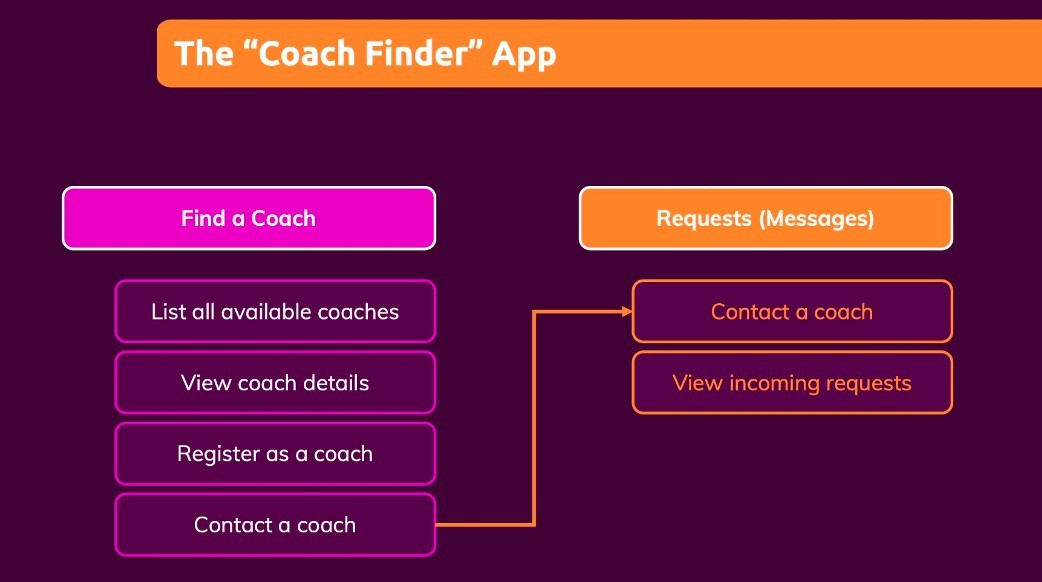 The “Coach Finder” App
Find a Coach
List all available coaches
View coach details
Register as a coach
Contact a coach
Requests (Messages)
Contact a coach
View incoming requests